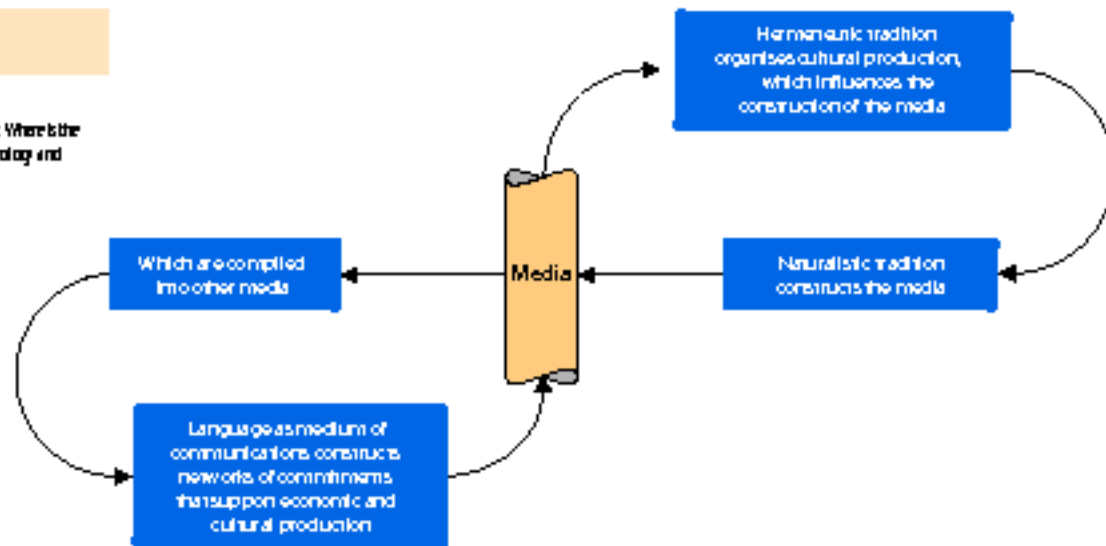 Where is the
and
Hermeneutic tradition
organises cultural production,
which influences the
construction of the media
Which are compiled
into other media
Media
Naturalistic tradition
constructs the media
Language as medium of
communications constructs
networks of commitments
that support economic and
cultural production